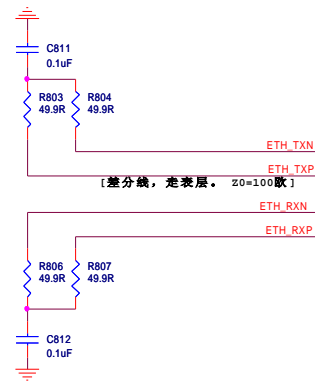 C811
0.1uF
R803 R804
49.9R 49.9R
ETH_TXN
ETH_TXP
[差分线，走表层。 Z0=100欧]
ETH_RXN
ETH_RXP
R806 R807
49.9R 49.9R
C812
0.1uF